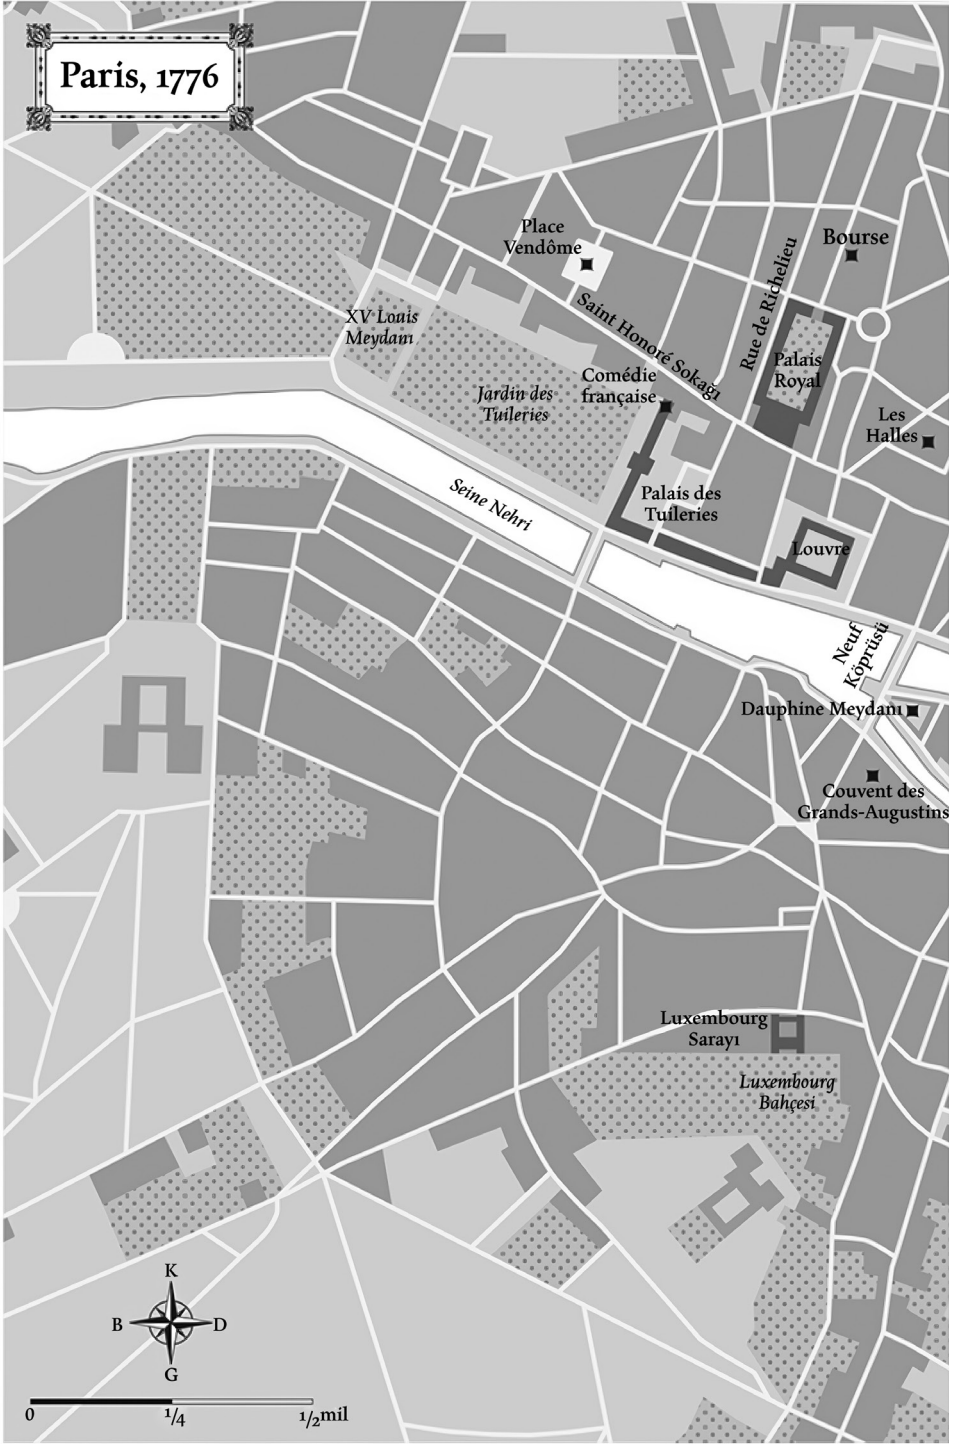 Paris, 1776
Place
Vendôme
Bourse
Rue de Richelieu
XV Louis
Meydanı
Saint Honoré Sokağı
Palais
Royal
Jardin des
Tuileries
Comédie
française
Les
Halles
Seine Nehri
Palais des
Tuileries
Louvre
Neuf
Köprüsü
Dauphine Meydanı
Couvent des
Grands-Augustins
Luxembourg
Sarayı
Luxembourg
Bahçesi
K
B
D
G
0
1/4
1/2mil